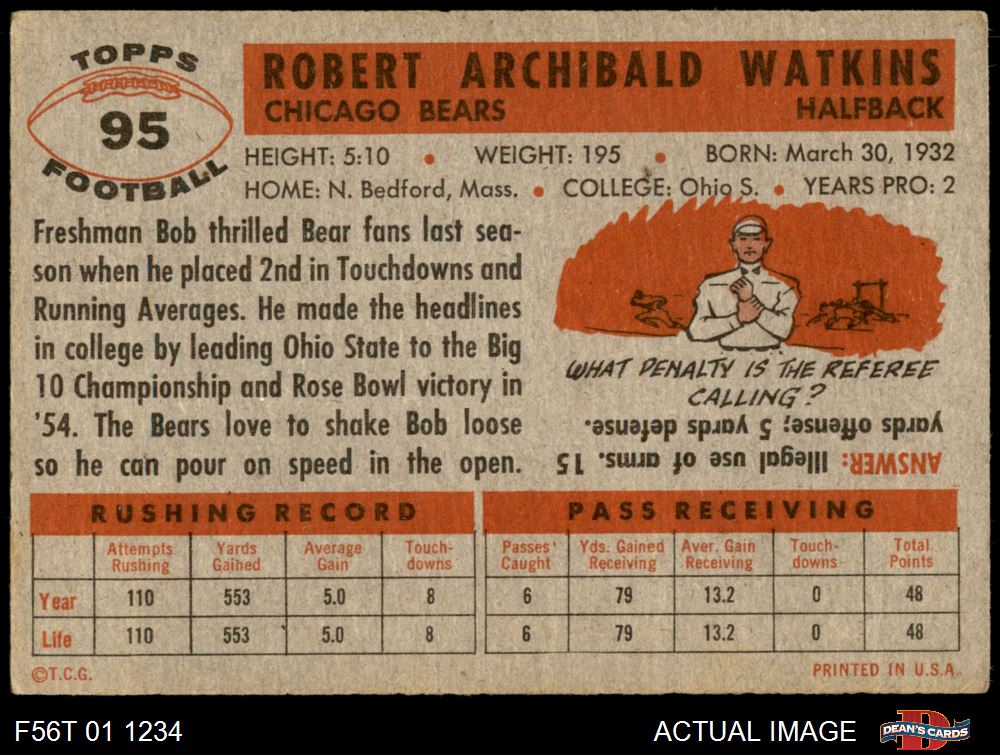 TOPPS
95
FOOTBALL
ROBERT ARCHIBALD WATKINS
CHICAGO BEARS HALFBACK
HEIGHT: 5:10 • WEIGHT: 195 • BORN: March 30, 1932
HOME: N. Bedford, Mass. • COLLEGE: Ohio S. • YEARS PRO: 2
Freshman Bob thrilled Bear fans last sea-
son when he placed 2nd in Touchdowns and
Running Averages. He made the headlines
in college by leading Ohio State to the Big
10 Championship and Rose Bowl victory in
'54. The Bears love to shake Bob loose
so he can pour on speed in the open.
WHAT PENALTY IS THE REFEREE
CALLING?
ANSWER: Illegal use of arms. 15
yards offense; 5 yards defense.
RUSHING RECORD
Attempts Rushing Yards Gained Average Gain Touch-downs
Year 110 553 5.0 8
Life 110 553 5.0 8
PASS RECEIVING
Passes Caught Yds. Gained Receiving Aver. Gain Receiving Touch-downs Total Points
6 79 13.2 0 48
6 79 13.2 0 48
©T.C.G. PRINTED IN U.S.A.
F56T 01 1234 ACTUAL IMAGE DEAN'S CARDS